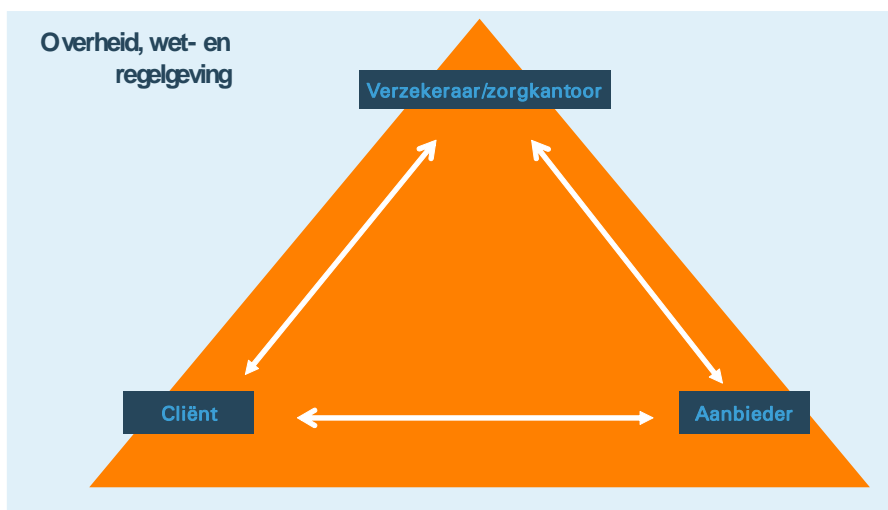 Overheid, wet- en
regelgeving
Verzekeraar/zorgkantoor
Cliënt
Aanbieder